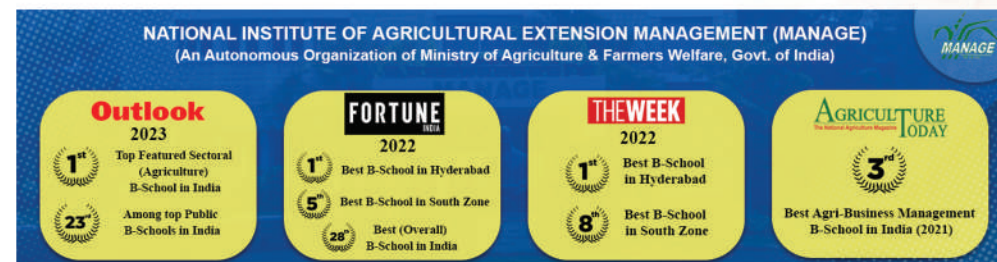 NATIONAL INSTITUTE OF AGRICULTURAL EXTENSION MANAGEMENT (MANAGE)
(An Autonomous Organization of Ministry of Agriculture & Farmers Welfare, Govt. of India)
MANAGE
Outlook
2023
1st
Top Featured Sectoral
(Agriculture)
B-School in India
23rd
Among top Public
B-Schools in India
FORTUNE
INDIA
2022
1st
Best B-School in Hyderabad
5th
Best B-School in South Zone
28th
Best (Overall)
B-School in India
THE WEEK
2022
1st
Best B-School
in Hyderabad
8th
Best B-School
in South Zone
AGRICULTURE
The National Agriculture Magazine
TODAY
3rd
Best Agri-Business Management
B-School in India (2021)